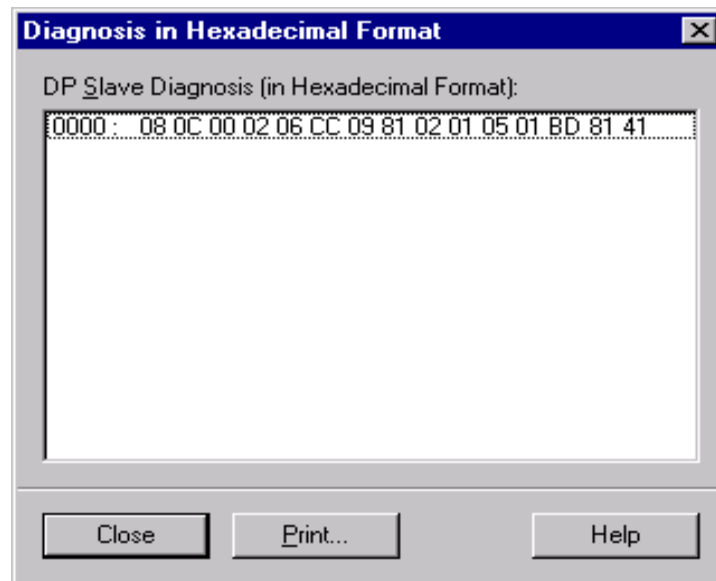 Diagnosis in Hexadecimal Format
DP Slave Diagnosis (in Hexadecimal Format):
0000 : 08 0C 00 02 06 CC 09 81 02 01 05 01 BD 81 41
Close Print... Help